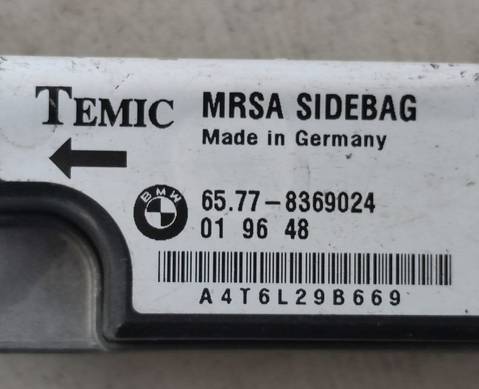 TEMIC MRSA SIDEBAG
Made in Germany
BMW 65.77-8369024
01 96 48
A4T6L29B669